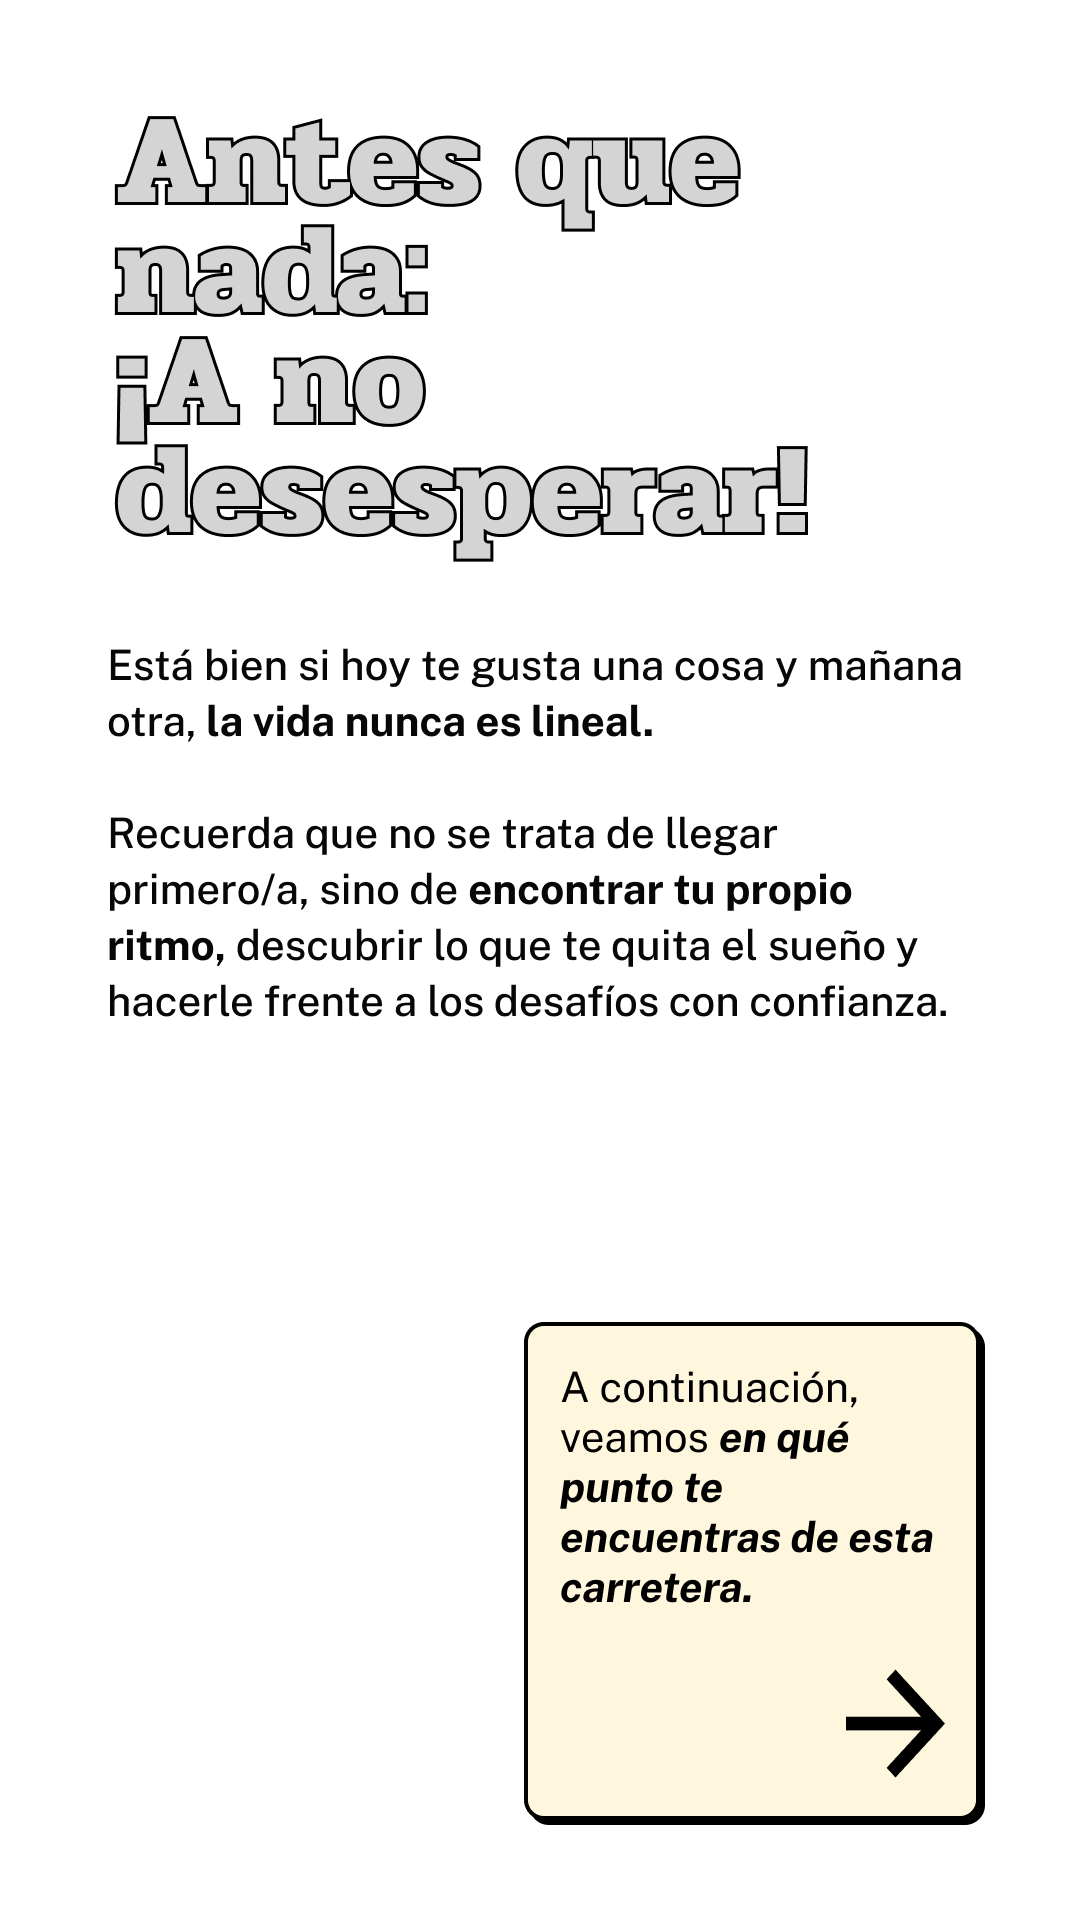 Antes que
nada:
¡A no
desesperar!
Está bien si hoy te gusta una cosa y mañana
otra, la vida nunca es lineal.
Recuerda que no se trata de llegar
primero/a, sino de encontrar tu propio
ritmo, descubrir lo que te quita el sueño y
hacerle frente a los desafíos con confianza.
A continuación,
veamos en qué
punto te
encuentras de esta
carretera.